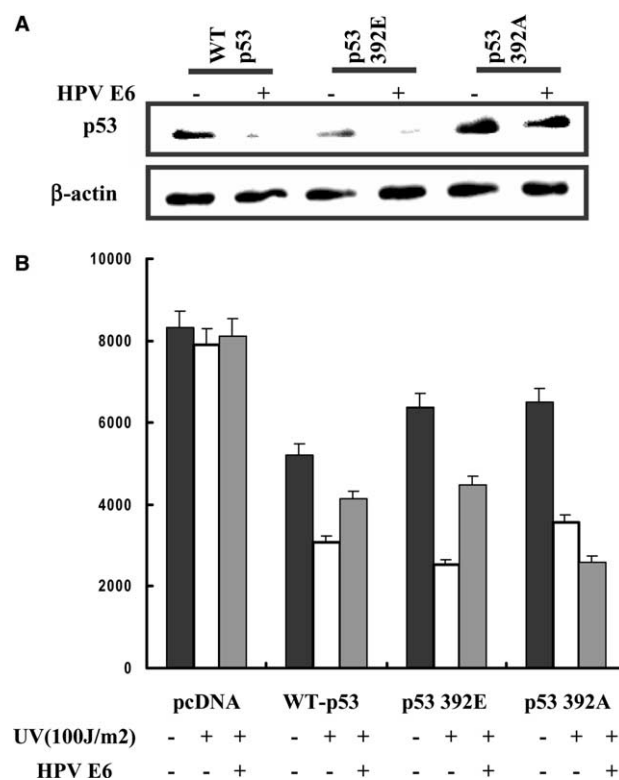 A
WT p53
p53 392E
p53 392A
HPV E6 - + - + - +
p53
β-actin
B
10000
8000
6000
4000
2000
0
pcDNA WT-p53 p53 392E p53 392A
UV(100J/m2) - + + - + + - + + - + +
HPV E6 + + + +